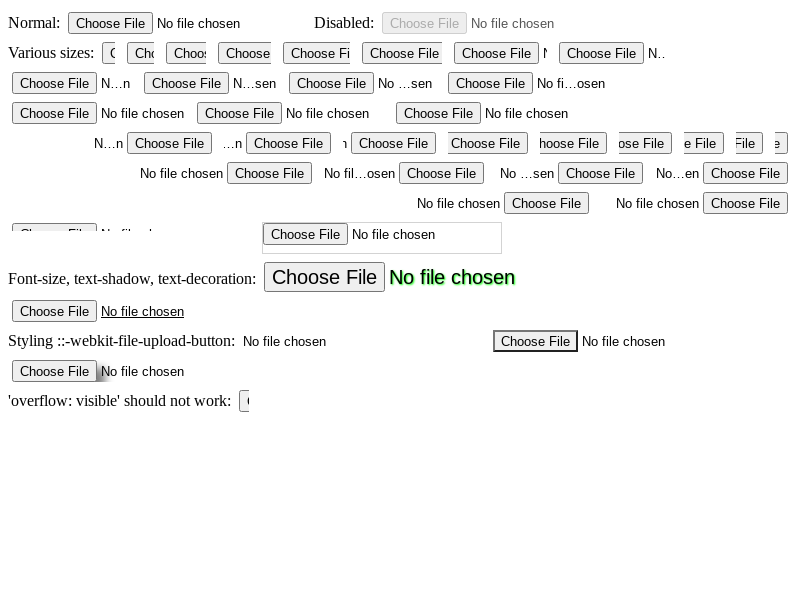 Normal: Choose File No file chosen Disabled: Choose File No file chosen
Various sizes: Choos Choose Choose Fi Choose File Choose File Choose File N..
Choose File N...n Choose File N...sen Choose File No ...sen Choose File No fi...osen
Choose File No file chosen Choose File No file chosen Choose File No file chosen
N...n Choose File ...n Choose File n Choose File Choose File hoose File ose File e File File e
No file chosen Choose File No fil...osen Choose File No ...sen Choose File No...en Choose File
No file chosen Choose File No file chosen Choose File
Choose File No file chosen
Font-size, text-shadow, text-decoration: Choose File No file chosen
Choose File No file chosen
Styling ::-webkit-file-upload-button: No file chosen Choose File No file chosen
Choose File No file chosen
'overflow: visible' should not work: